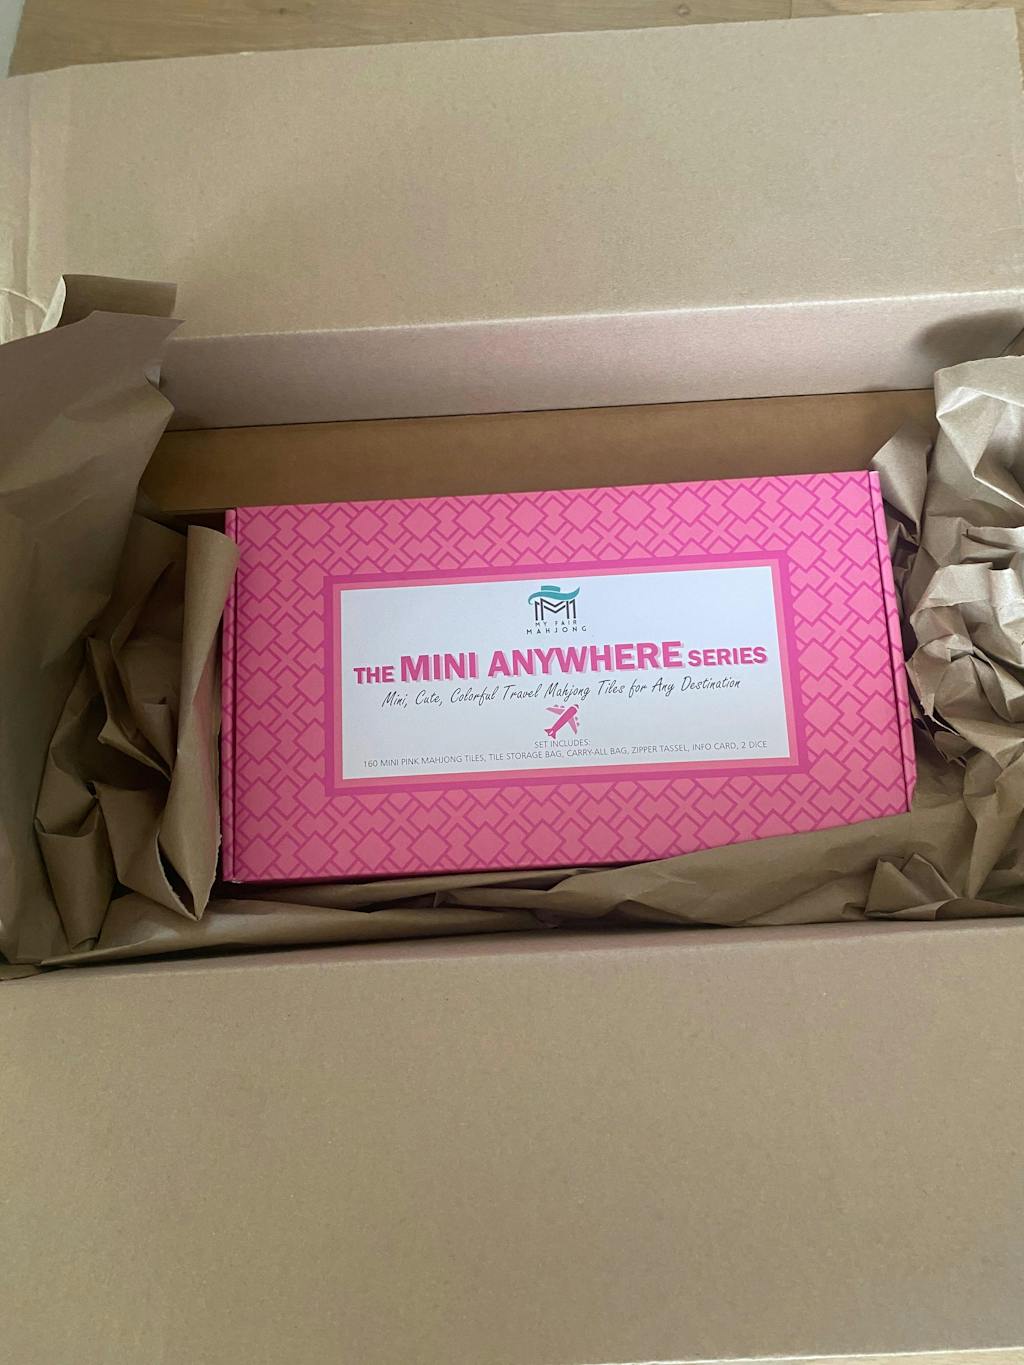 MY FAIR
MAHJONG
THE MINI ANYWHERE SERIES
Mini, Cute, Colorful Travel Mahjong Tiles for Any Destination
SET INCLUDES:
160 MINI PINK MAHJONG TILES, TILE STORAGE BAG, CARRY-ALL BAG, ZIPPER TASSEL, INFO CARD, 2 DICE